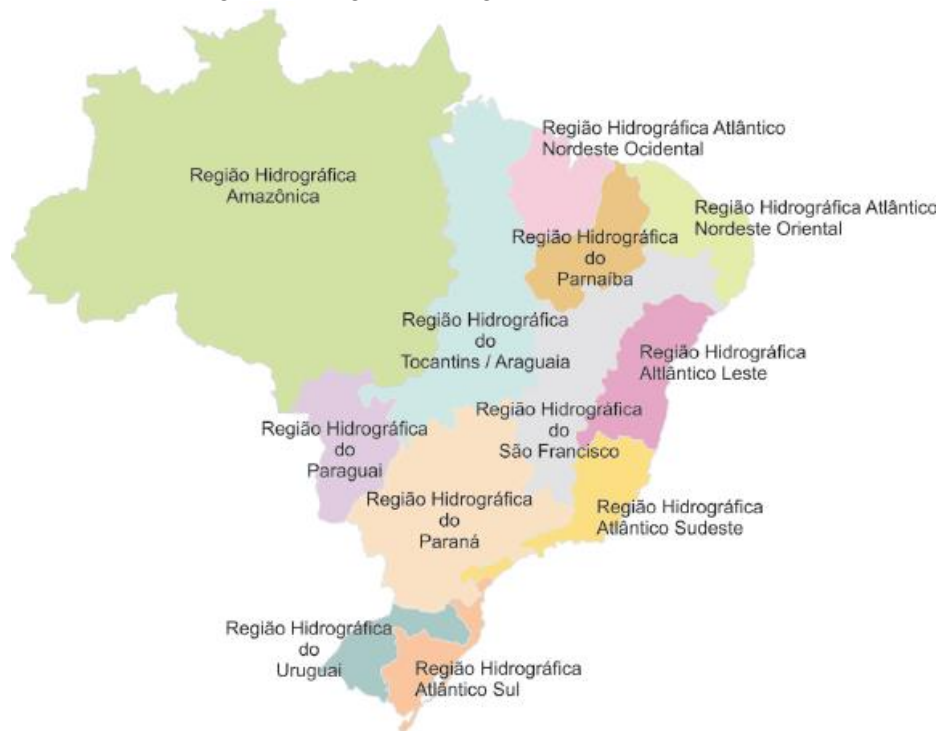 Região Hidrográfica Atlântico
Nordeste Ocidental
Região Hidrográfica
Amazônica
Região Hidrográfica Atlântico
Nordeste Oriental
Região Hidrográfica
do
Parnaíba
Região Hidrográfica
do
Tocantins / Araguaia
Região Hidrográfica
Altlântico Leste
Região Hidrográfica
do
São Francisco
Região Hidrográfica
do
Paraguai
Região Hidrográfica
do
Paraná
Região Hidrográfica
Atlântico Sudeste
Região Hidrográfica
do
Uruguai
Região Hidrográfica
Atlântico Sul